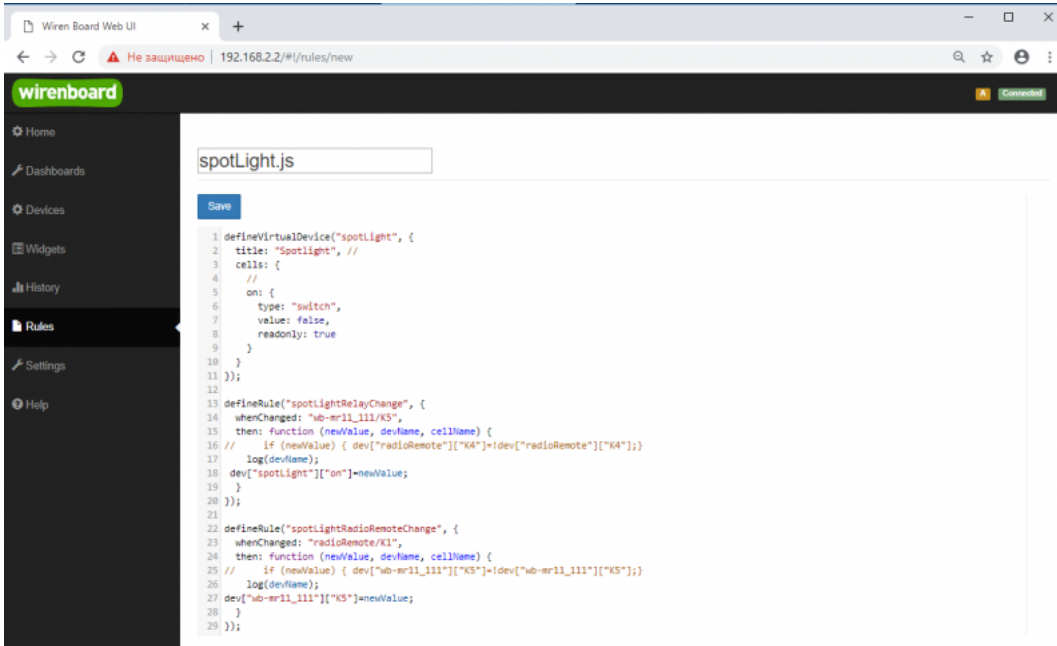 Wiren Board Web UI
Не защищено 192.168.2.2/#!/rules/new
wirenboard
A Connected
Home
Dashboards
Devices
Widgets
History
Rules
Settings
Help
spotLight.js
Save
1 defineVirtualDevice("spotLight", {
2 title: "Spotlight", //
3 cells: {
4 //
5 on: {
6 type: "switch",
7 value: false,
8 readonly: true
9 }
10 }
11 });
12
13 defineRule("spotLightRelayChange", {
14 whenChanged: "wb-mr11_111/K5",
15 then: function (newValue, devName, cellName) {
16 // if (newValue) { dev["radioRemote"]["K4"]=!dev["radioRemote"]["K4"];}
17 log(devName);
18 dev["spotLight"]["on"]=newValue;
19 }
20 });
21
22 defineRule("spotLightRadioRemoteChange", {
23 whenChanged: "radioRemote/K1",
24 then: function (newValue, devName, cellName) {
25 // if (newValue) { dev["wb-mr11_111"]["K5"]=!dev["wb-mr11_111"]["K5"];}
26 log(devName);
27 dev["wb-mr11_111"]["K5"]=newValue;
28 }
29 });